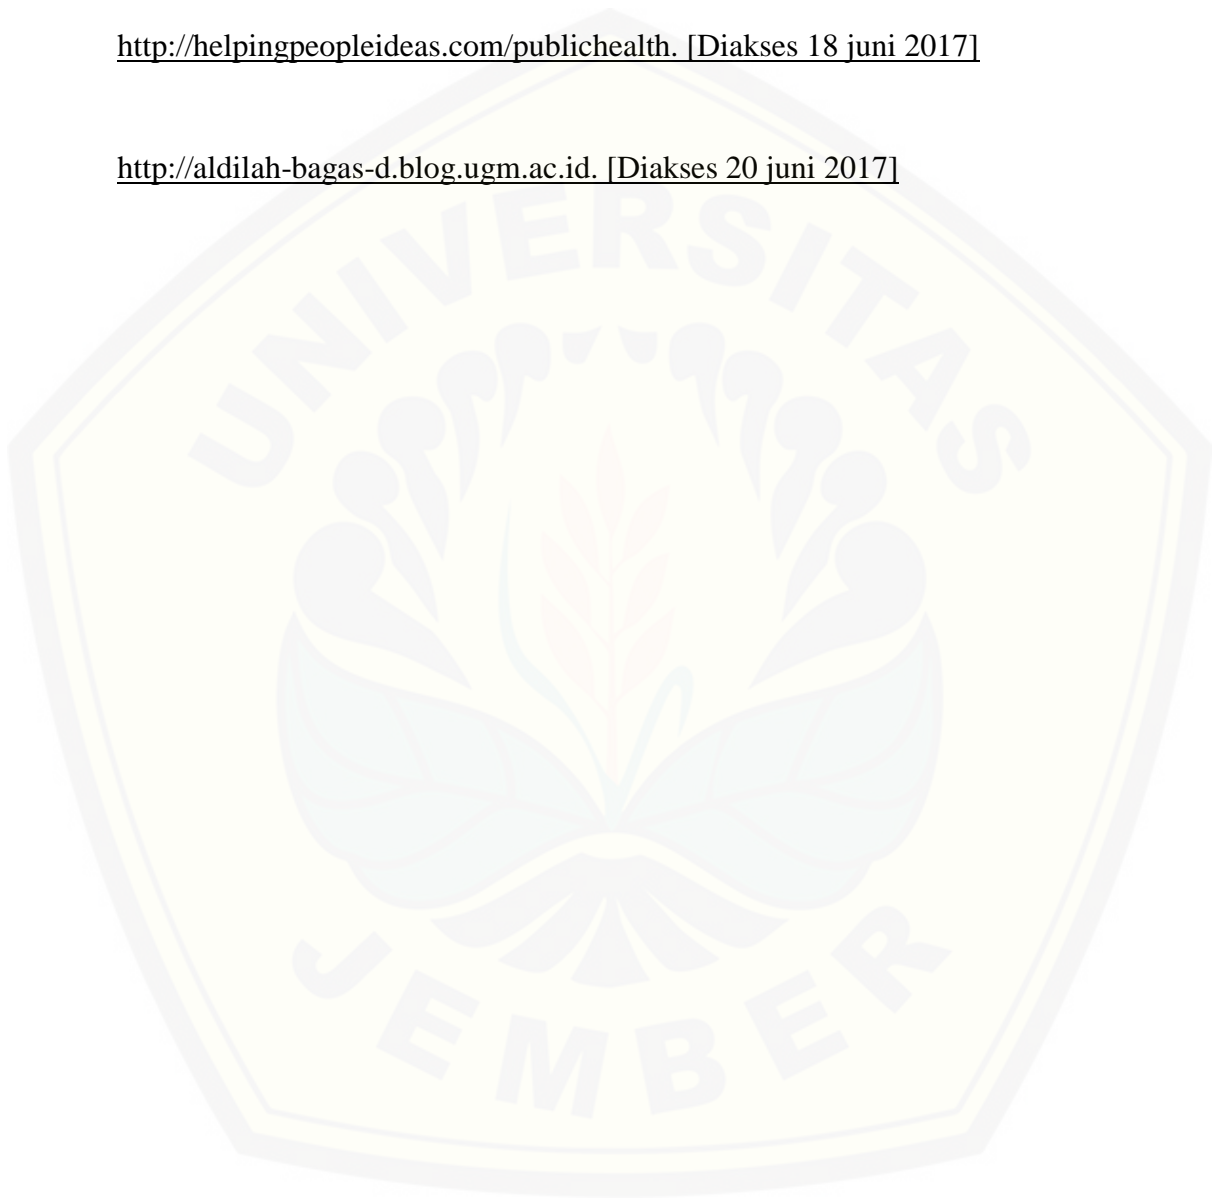 http://helpingpeopleideas.com/publichealth. [Diakses 18 juni 2017]
http://aldilah-bagas-d.blog.ugm.ac.id. [Diakses 20 juni 2017]
UNIVERSITAS
JEMBER